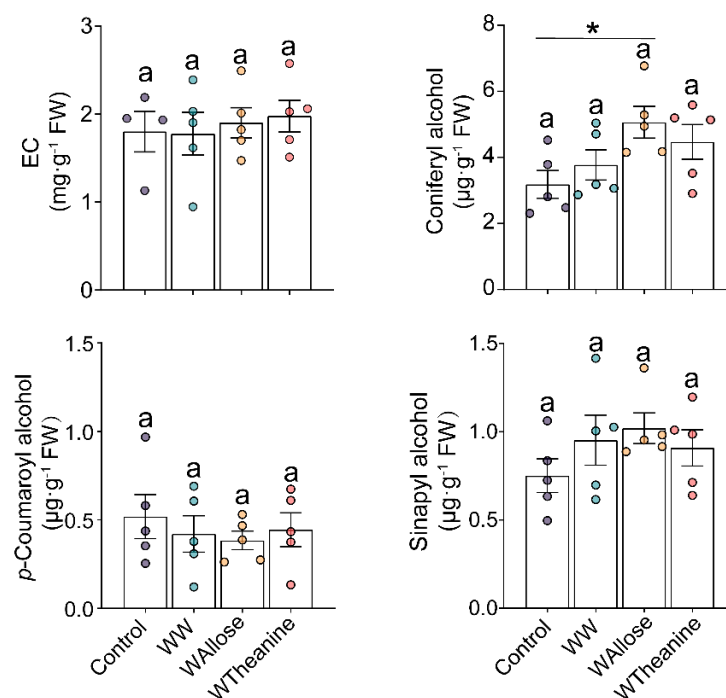 EC
(mg·g⁻¹ FW)
3
2
1
0
a a a a
Coniferyl alcohol
(µg·g⁻¹ FW)
8
6
4
2
0
*
a a a a
p-Coumaroyl alcohol
(µg·g⁻¹ FW)
1.5
1.0
0.5
0.0
a a a a
Control WW WAllose WTheanine
Sinapyl alcohol
(µg·g⁻¹ FW)
1.5
1.0
0.5
0
a a a a
Control WW WAllose WTheanine